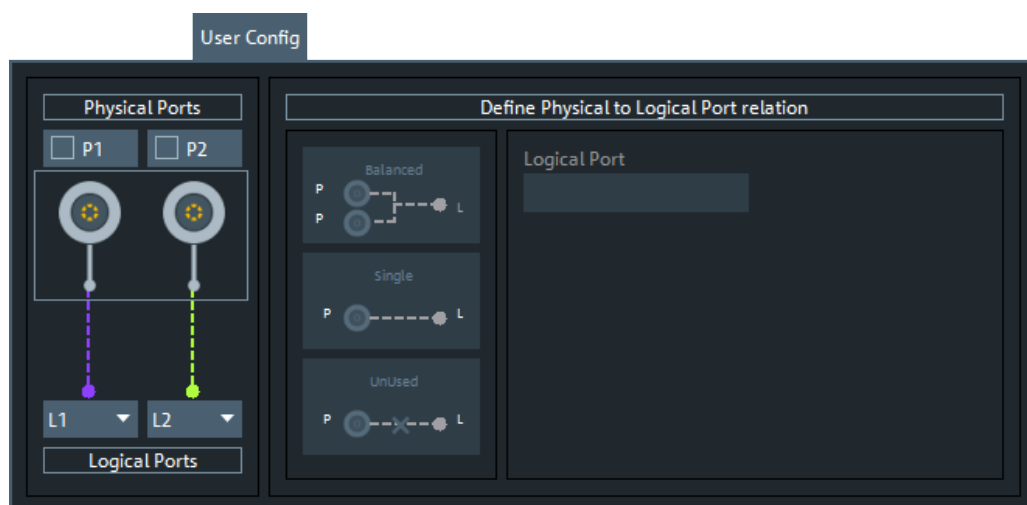 User Config
Physical Ports
P1
P2
L1
L2
Logical Ports
Define Physical to Logical Port relation
Balanced
P
P
L
Single
P
L
UnUsed
P
L
Logical Port